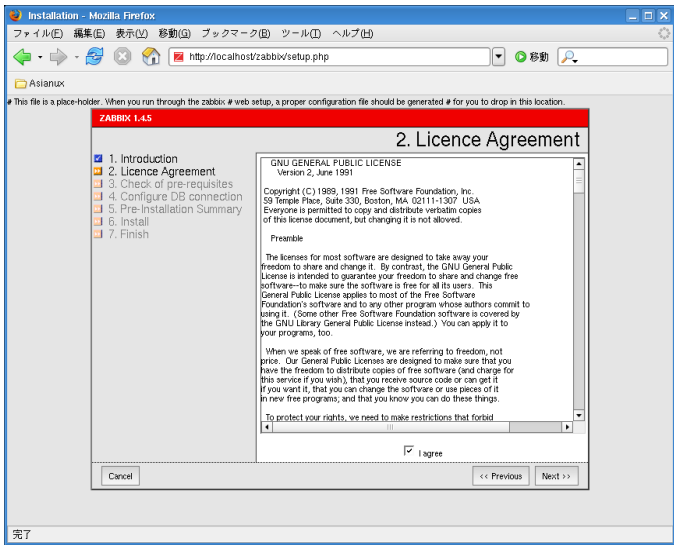 Installation - Mozilla Firefox
ファイル(F) 編集(E) 表示(V) 移動(G) ブックマーク(B) ツール(T) ヘルプ(H)
http://localhost/zabbix/setup.php
移動
Asianux
# This file is a place-holder. When you run through the zabbix # web setup, a proper configuration file should be generated # for you to drop in this location.
ZABBIX 1.4.5
2. Licence Agreement
1. Introduction
2. Licence Agreement
3. Check of pre-requisites
4. Configure DB connection
5. Pre-Installation Summary
6. Install
7. Finish
GNU GENERAL PUBLIC LICENSE
Version 2, June 1991
Copyright (C) 1989, 1991 Free Software Foundation, Inc.
59 Temple Place, Suite 330, Boston, MA 02111-1307 USA
Everyone is permitted to copy and distribute verbatim copies
of this license document, but changing it is not allowed.
Preamble
The licenses for most software are designed to take away your
freedom to share and change it. By contrast, the GNU General Public
License is intended to guarantee your freedom to share and change free
software--to make sure the software is free for all its users. This
General Public License applies to most of the Free Software
Foundation's software and to any other program whose authors commit to
using it. (Some other Free Software Foundation software is covered by
the GNU Library General Public License instead.) You can apply it to
your programs, too.
When we speak of free software, we are referring to freedom, not
price. Our General Public Licenses are designed to make sure that you
have the freedom to distribute copies of free software (and charge for
this service if you wish), that you receive source code or can get it
if you want it, that you can change the software or use pieces of it
in new free programs; and that you know you can do these things.
To protect your rights, we need to make restrictions that forbid
I agree
Cancel
<< Previous
Next >>
完了